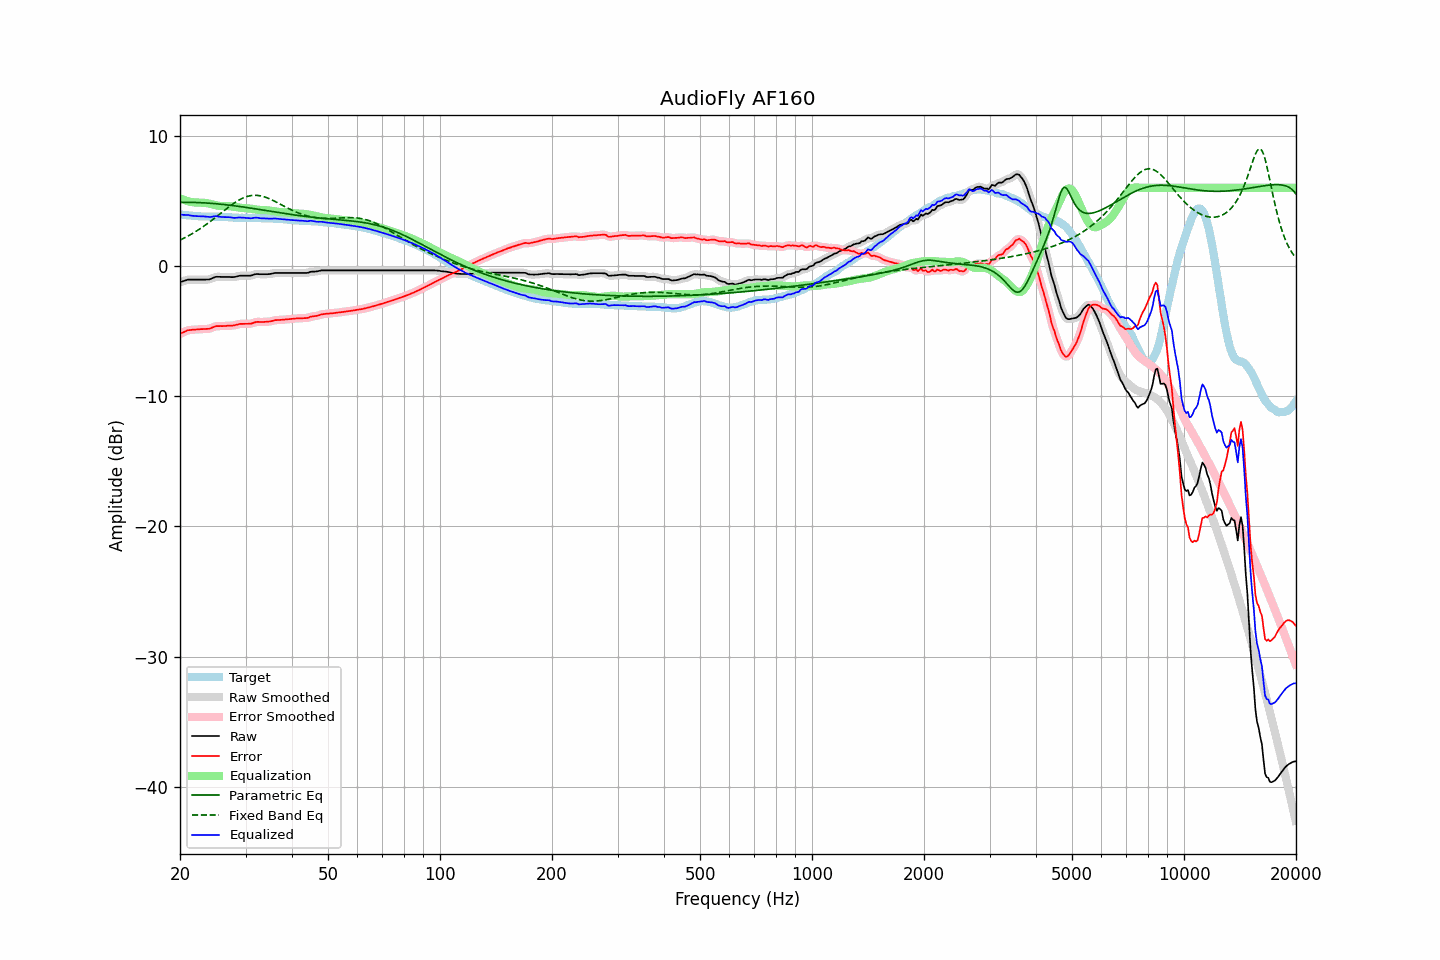 AudioFly AF160
10
0
−10
−20
−30
−40
Amplitude (dBr)
Target
Raw Smoothed
Error Smoothed
Raw
Error
Equalization
Parametric Eq
Fixed Band Eq
Equalized
20 50 100 200 500 1000 2000 5000 10000 20000
Frequency (Hz)